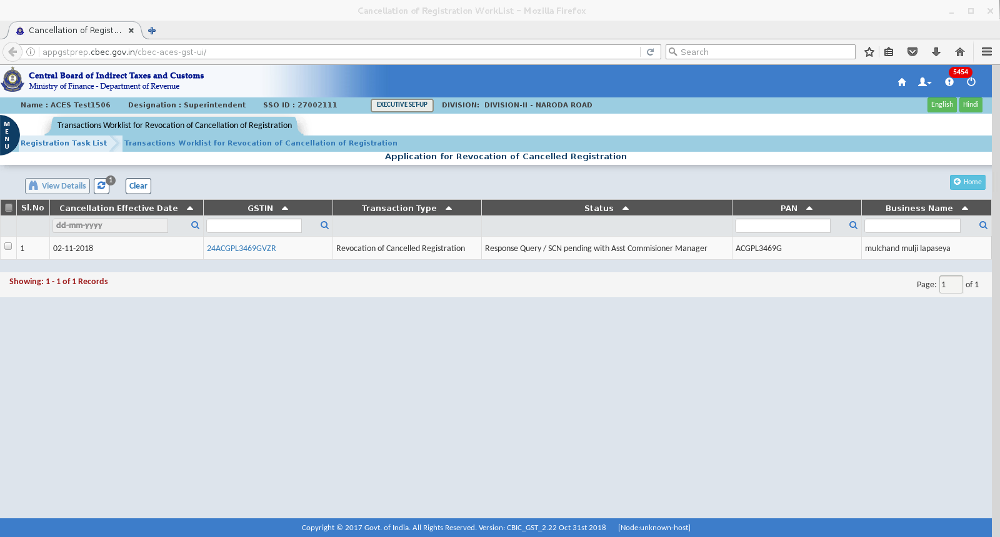 Cancellation of Registration WorkList - Mozilla Firefox
Cancellation of Regist...
appgstprep.cbec.gov.in/cbec-aces-gst-ui/
Search
Central Board of Indirect Taxes and Customs
Ministry of Finance - Department of Revenue
5454
Name : ACES Test1506 Designation : Superintendent SSO ID : 27002111 EXECUTIVE SET-UP DIVISION: DIVISION-II - NARODA ROAD English Hindi
MENU
Transactions Worklist for Revocation of Cancellation of Registration
Registration Task List Transactions Worklist for Revocation of Cancellation of Registration
Application for Revocation of Cancelled Registration
View Details 1 Clear Home
Sl.No Cancellation Effective Date GSTIN Transaction Type Status PAN Business Name
dd-mm-yyyy
1 02-11-2018 24ACGPL3469GVZR Revocation of Cancelled Registration Response Query / SCN pending with Asst Commisioner Manager ACGPL3469G mulchand mulji lapaseya
Showing: 1 - 1 of 1 Records Page: 1 of 1
Copyright © 2017 Govt. of India. All Rights Reserved. Version: CBIC_GST_2.22 Oct 31st 2018 [Node:unknown-host]